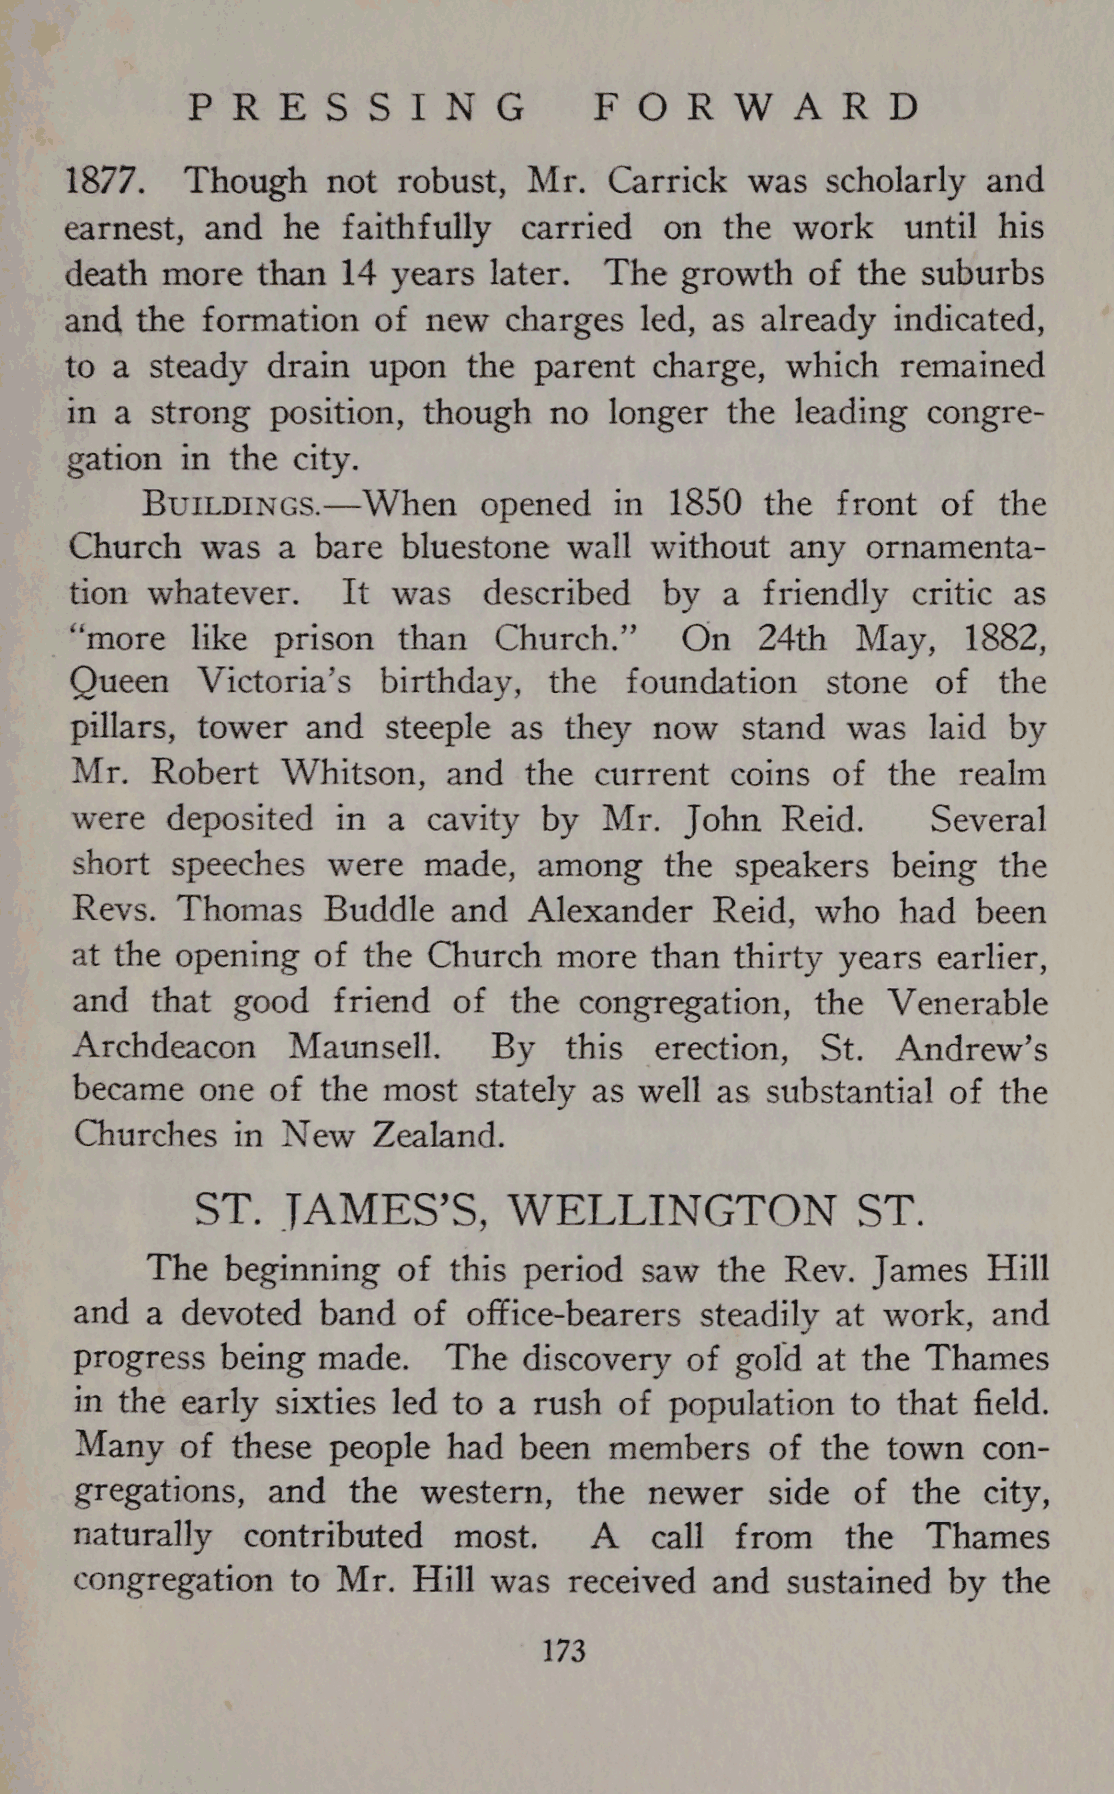 PRESSING FORWARD
1877. Though not robust, Mr. Carrick was scholarly and
earnest, and he faithfully carried on the work until his
death more than 14 years later. The growth of the suburbs
and the formation of new charges led, as already indicated,
to a steady drain upon the parent charge, which remained
in a strong position, though no longer the leading congre-
gation in the city.
BUILDINGS.—When opened in 1850 the front of the
Church was a bare bluestone wall without any ornamenta-
tion whatever. It was described by a friendly critic as
“more like prison than Church.” On 24th May, 1882,
Queen Victoria’s birthday, the foundation stone of the
pillars, tower and steeple as they now stand was laid by
Mr. Robert Whitson, and the current coins of the realm
were deposited in a cavity by Mr. John Reid. Several
short speeches were made, among the speakers being the
Revs. Thomas Buddle and Alexander Reid, who had been
at the opening of the Church more than thirty years earlier,
and that good friend of the congregation, the Venerable
Archdeacon Maunsell. By this erection, St. Andrew’s
became one of the most stately as well as substantial of the
Churches in New Zealand.
ST. JAMES’S, WELLINGTON ST.
The beginning of this period saw the Rev. James Hill
and a devoted band of office-bearers steadily at work, and
progress being made. The discovery of gold at the Thames
in the early sixties led to a rush of population to that field.
Many of these people had been members of the town con-
gregations, and the western, the newer side of the city,
naturally contributed most. A call from the Thames
congregation to Mr. Hill was received and sustained by the
173